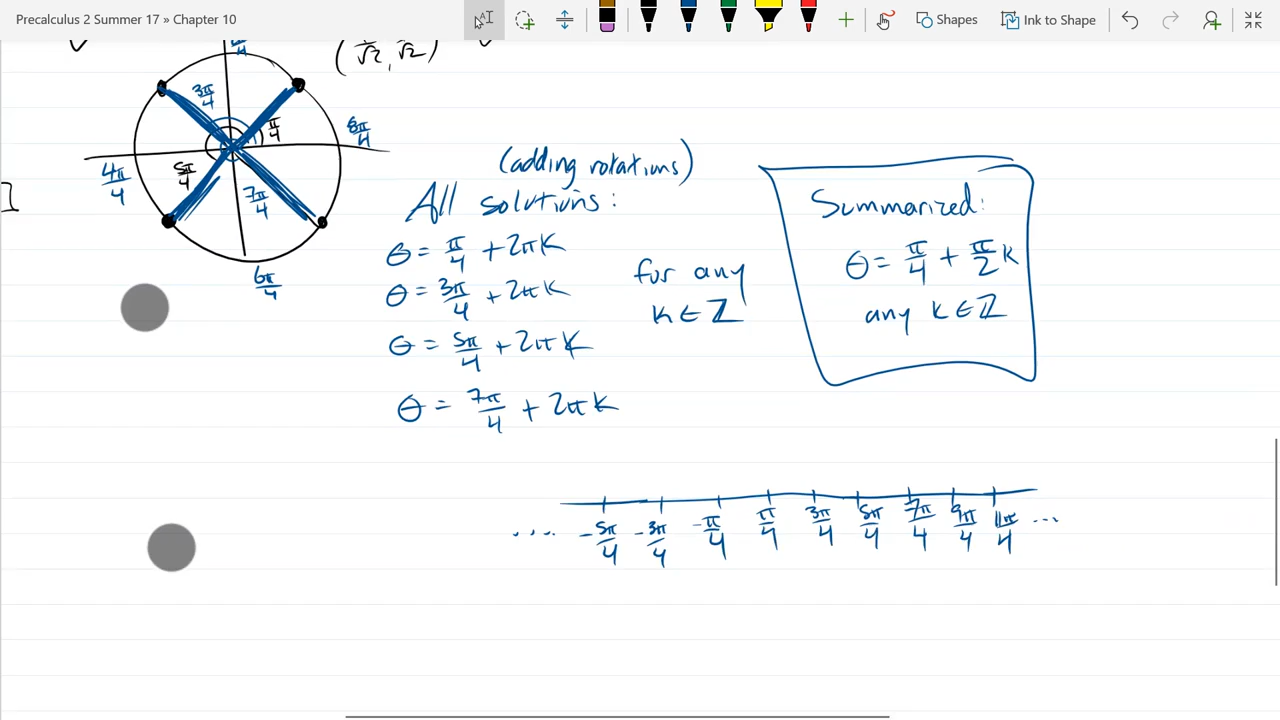 Precalculus 2 Summer 17 » Chapter 10
Shapes
Ink to Shape
(1/√2, 1/√2)
3π/4
π/4
8π/4
4π/4
5π/4
7π/4
6π/4
(adding rotations)
All solutions:
θ = π/4 + 2πk
θ = 3π/4 + 2πk
θ = 5π/4 + 2πk
θ = 7π/4 + 2πk
for any
k ∈ ℤ
Summarized:
θ = π/4 + π/2 k
any k ∈ ℤ
.... -5π/4 -3π/4 -π/4 π/4 3π/4 5π/4 7π/4 9π/4 11π/4 ...